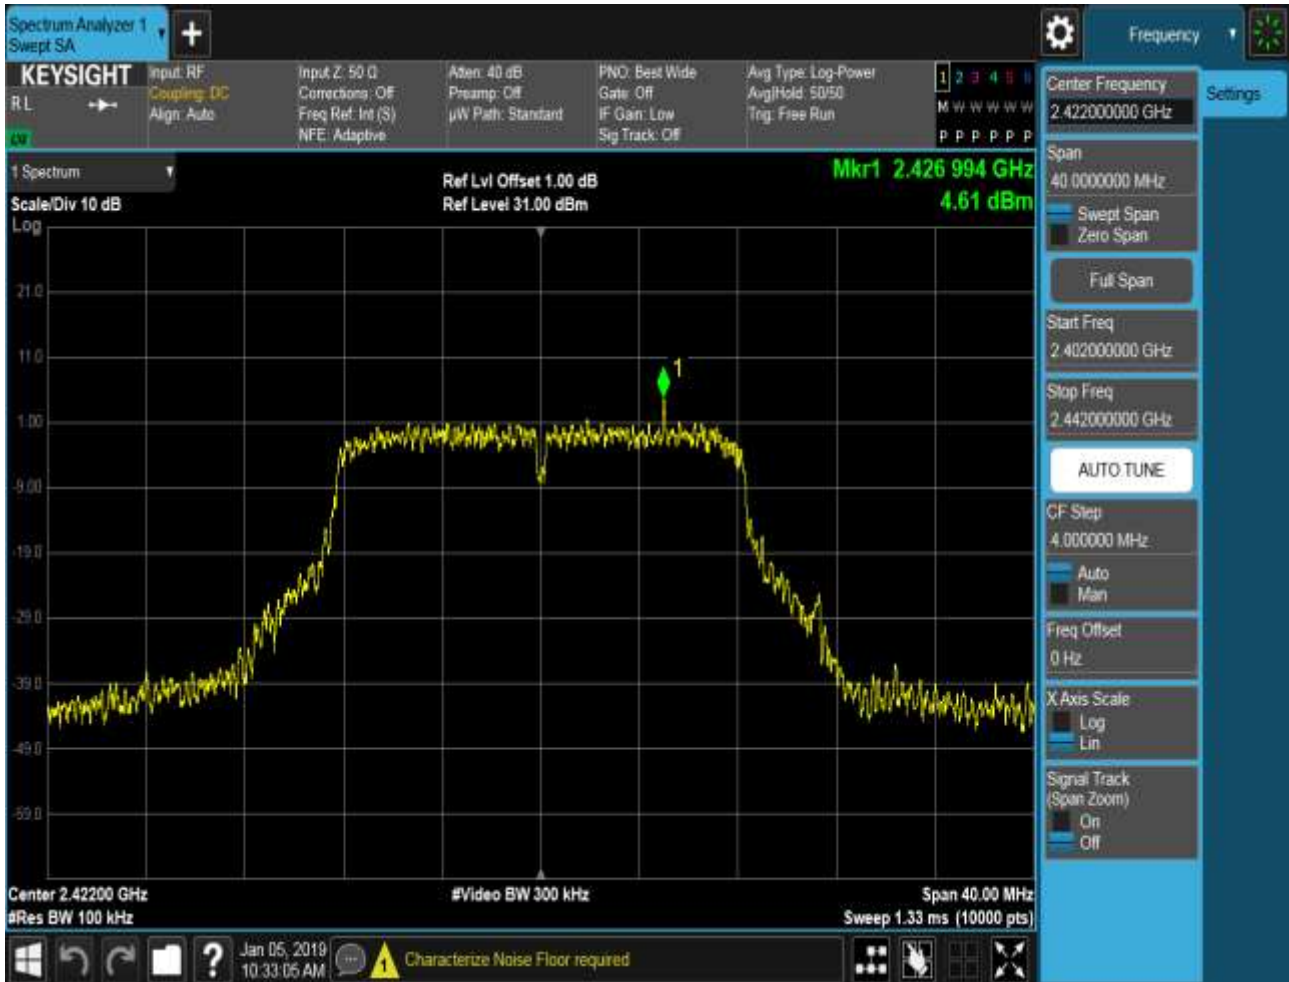 Spectrum Analyzer 1
Swept SA
Frequency
KEYSIGHT
RL
LW
Input: RF
Coupling: DC
Align: Auto
Input Z: 50 Ω
Corrections: Off
Freq Ref: Int (S)
NFE: Adaptive
Atten: 40 dB
Preamp: Off
µW Path: Standard
PNO: Best Wide
Gate: Off
IF Gain: Low
Sig Track: Off
Avg Type: Log-Power
Avg|Hold: 50/50
Trig: Free Run
1 2 3 4 5 6
M W W W W W
P P P P P P
1 Spectrum
Scale/Div 10 dB
Log
Ref Lvl Offset 1.00 dB
Ref Level 31.00 dBm
Mkr1 2.426 994 GHz
4.61 dBm
21.0
11.0
1.00
-9.00
-19.0
-29.0
-39.0
-49.0
-59.0
1
Center 2.42200 GHz
#Res BW 100 kHz
#Video BW 300 kHz
Span 40.00 MHz
Sweep 1.33 ms (10000 pts)
Center Frequency
2.422000000 GHz
Settings
Span
40.0000000 MHz
Swept Span
Zero Span
Full Span
Start Freq
2.402000000 GHz
Stop Freq
2.442000000 GHz
AUTO TUNE
CF Step
4.000000 MHz
Auto
Man
Freq Offset
0 Hz
X Axis Scale
Log
Lin
Signal Track
(Span Zoom)
On
Off
?
Jan 05, 2019
10:33:05 AM
1
Characterize Noise Floor required